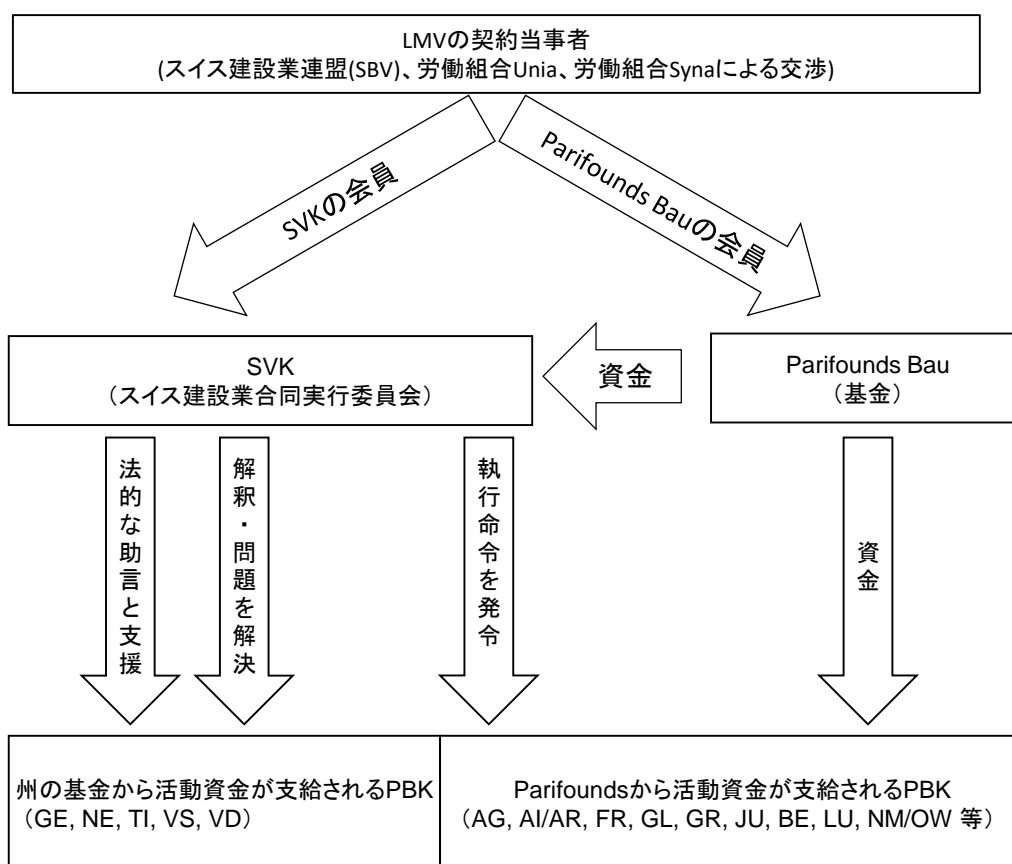 LMVの契約当事者
(スイス建設業連盟(SBV)、労働組合Unia、労働組合Synaによる交渉)
SVKの会員
Parifounds Bauの会員
SVK
（スイス建設業合同実行委員会）
資金
Parifounds Bau
（基金）
法的な助言と支援
解釈・問題を解決
執行命令を発令
資金
州の基金から活動資金が支給されるPBK
（GE, NE, TI, VS, VD）
Parifoundsから活動資金が支給されるPBK
（AG, AI/AR, FR, GL, GR, JU, BE, LU, NM/OW 等）